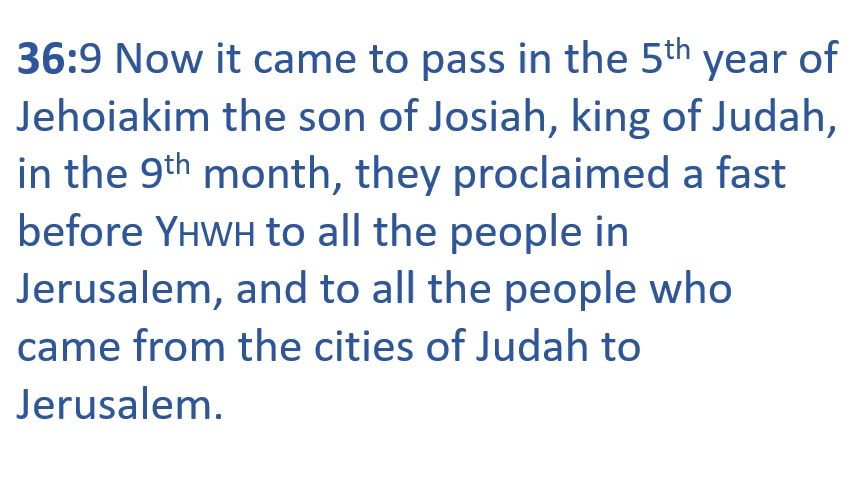 36:9 Now it came to pass in the 5th year of
Jehoiakim the son of Josiah, king of Judah,
in the 9th month, they proclaimed a fast
before YHWH to all the people in
Jerusalem, and to all the people who
came from the cities of Judah to
Jerusalem.